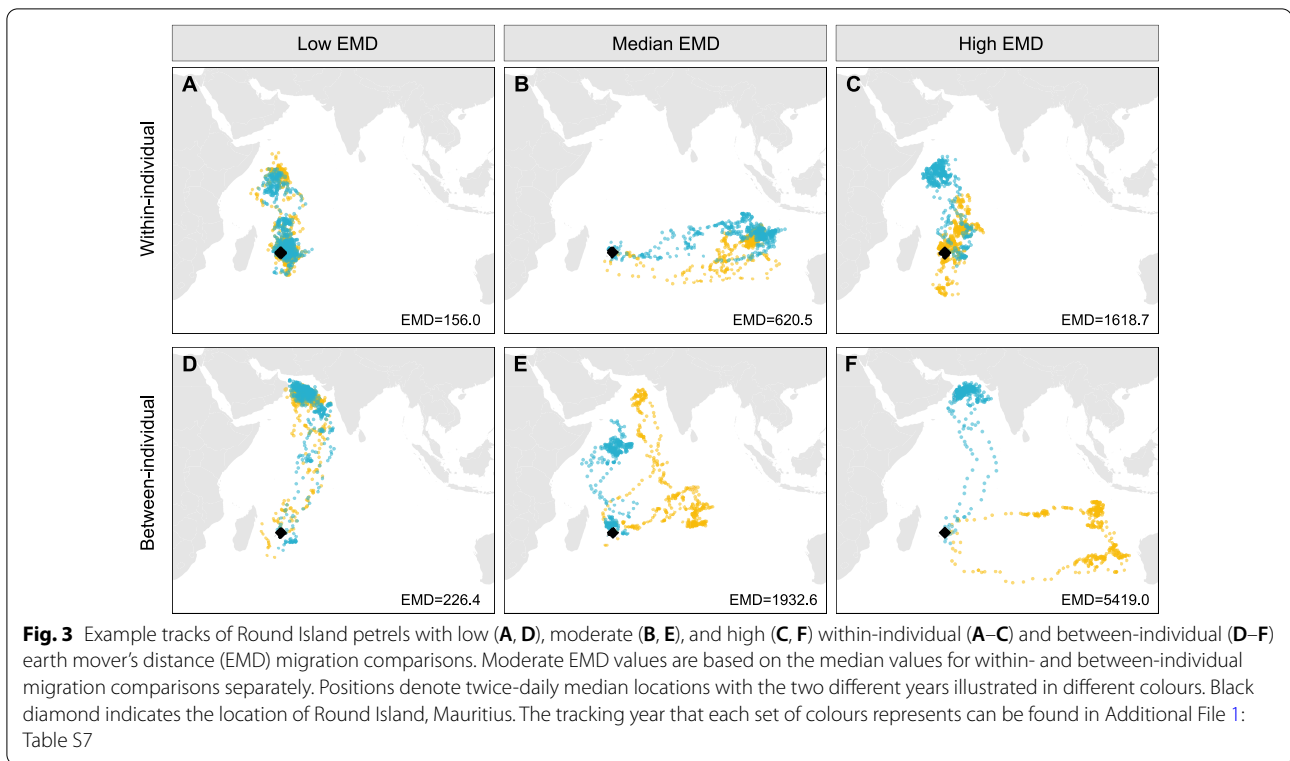 Low EMD
Median EMD
High EMD
Within-individual
A
EMD=156.0
B
EMD=620.5
C
EMD=1618.7
Between-individual
D
EMD=226.4
E
EMD=1932.6
F
EMD=5419.0
Fig. 3 Example tracks of Round Island petrels with low (A, D), moderate (B, E), and high (C, F) within-individual (A–C) and between-individual (D–F)
earth mover's distance (EMD) migration comparisons. Moderate EMD values are based on the median values for within- and between-individual
migration comparisons separately. Positions denote twice-daily median locations with the two different years illustrated in different colours. Black
diamond indicates the location of Round Island, Mauritius. The tracking year that each set of colours represents can be found in Additional File 1:
Table S7